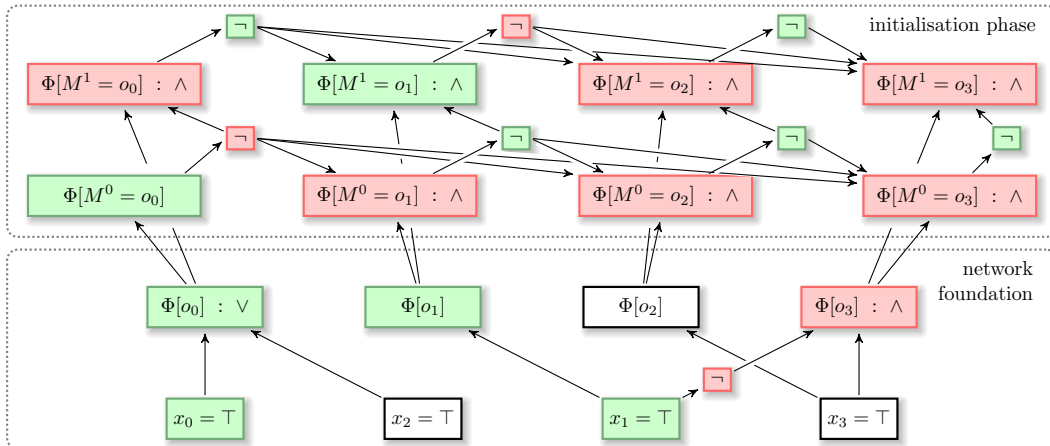 initialisation phase
¬ ¬ ¬
Φ[M¹ = o₀] : ∧ Φ[M¹ = o₁] : ∧ Φ[M¹ = o₂] : ∧ Φ[M¹ = o₃] : ∧
¬ ¬ ¬ ¬
Φ[M⁰ = o₀] Φ[M⁰ = o₁] : ∧ Φ[M⁰ = o₂] : ∧ Φ[M⁰ = o₃] : ∧
network
foundation
Φ[o₀] : ∨ Φ[o₁] Φ[o₂] Φ[o₃] : ∧
¬
x₀ = ⊤ x₂ = ⊤ x₁ = ⊤ x₃ = ⊤